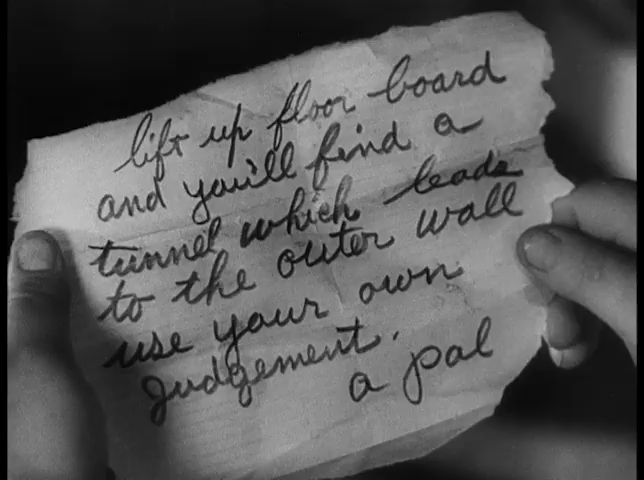 lift up floor board
and you'll find a
tunnel which leads
to the outer wall
use your own
judgement.
a pal